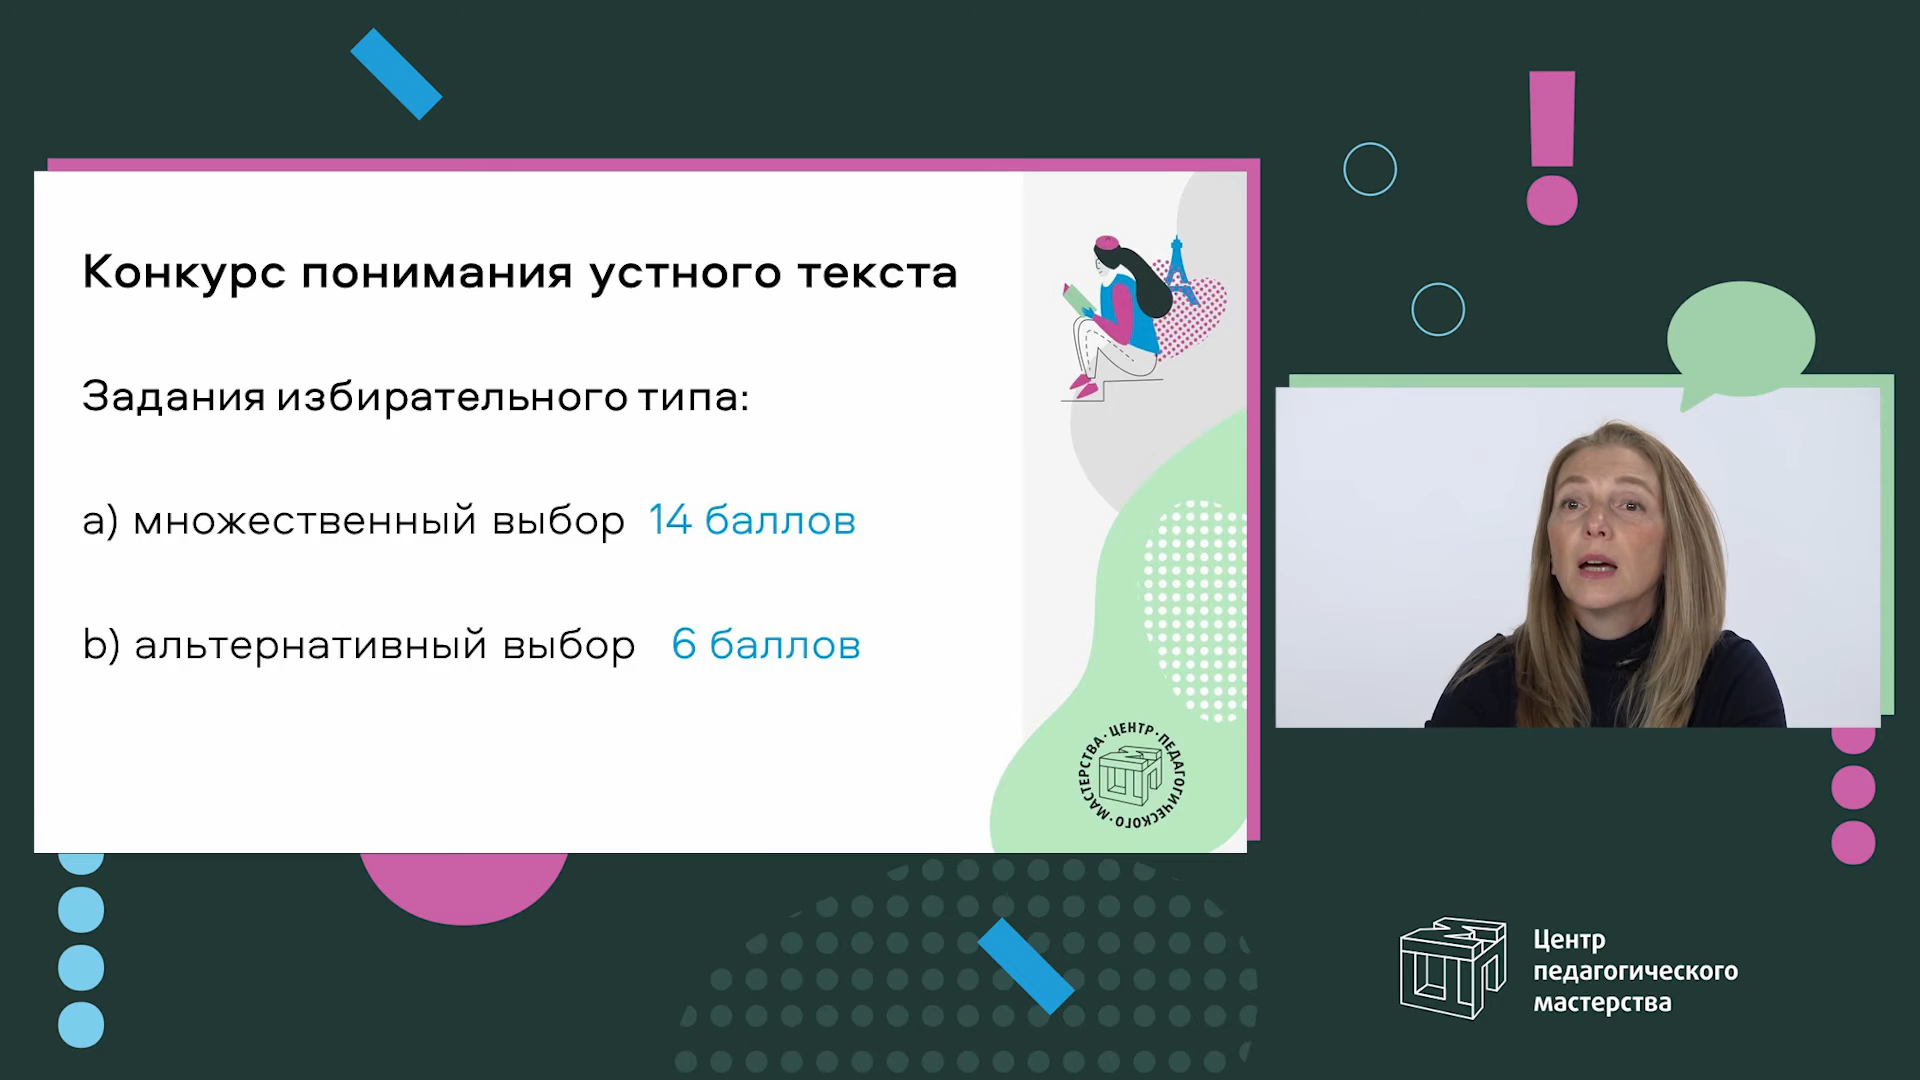 Конкурс понимания устного текста
Задания избирательного типа:
a) множественный выбор 14 баллов
b) альтернативный выбор 6 баллов
ЦЕНТР · ПЕДАГОГИЧЕСКОГО · МАСТЕРСТВА ·
Центр
педагогического
мастерства